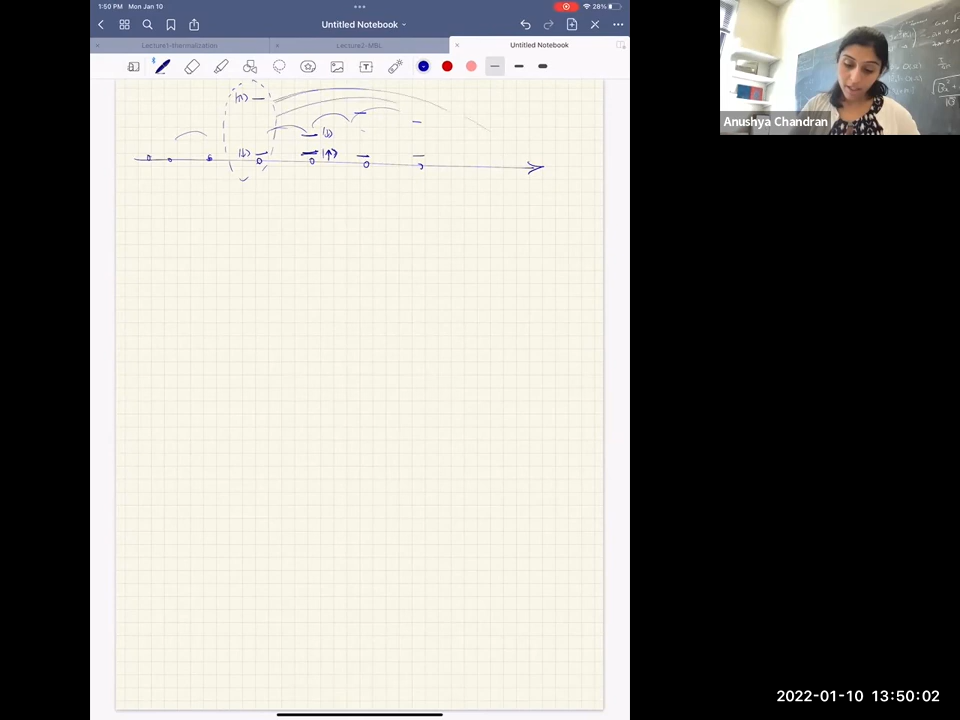 1:50 PM Mon Jan 10
28%
Untitled Notebook
Lecture1-thermalization
Lecture2-MBL
Untitled Notebook
T
|↑⟩
|↓⟩
|↓⟩
|↑⟩
Anushya Chandran
2022-01-10 13:50:02